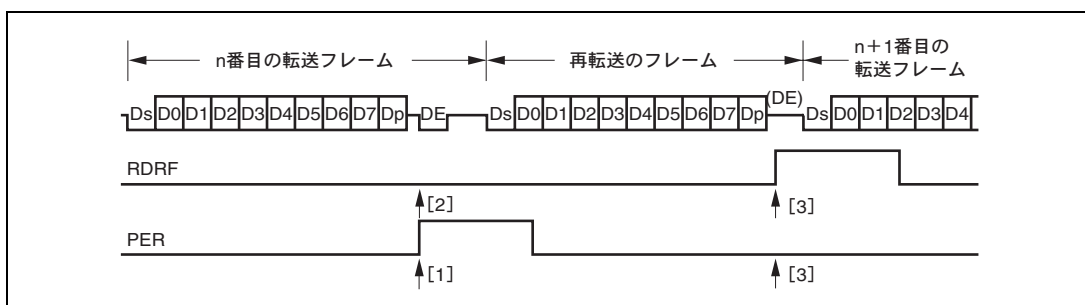 n番目の転送フレーム 再転送のフレーム n+1番目の
転送フレーム
(DE)
Ds D0 D1 D2 D3 D4 D5 D6 D7 Dp DE Ds D0 D1 D2 D3 D4 D5 D6 D7 Dp Ds D0 D1 D2 D3 D4
RDRF
[2] [3]
PER
[1] [3]